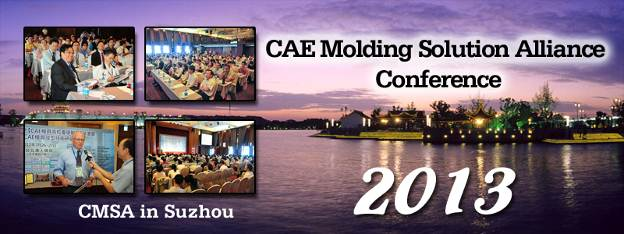 CAE Molding Solution Alliance
Conference
2013
CMSA in Suzhou